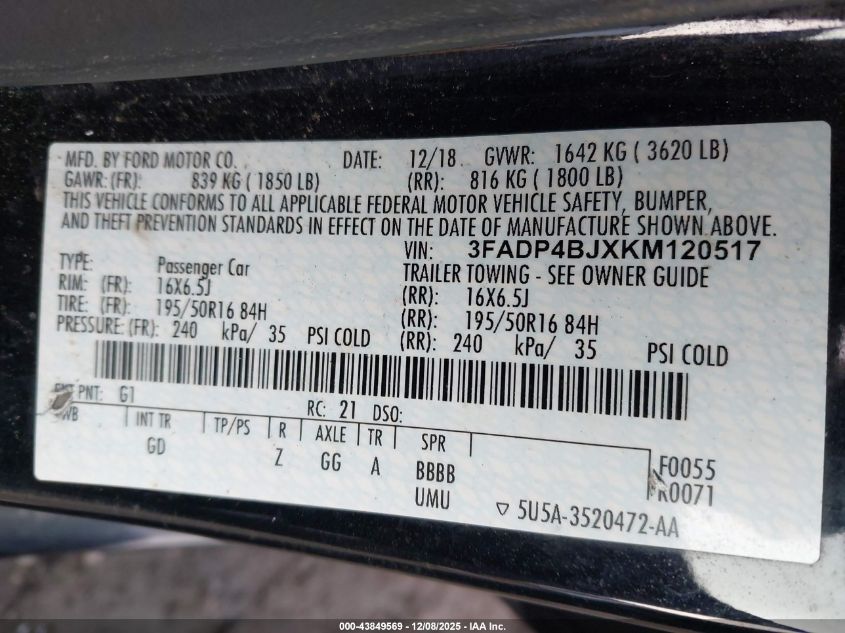 MFD. BY FORD MOTOR CO. DATE: 12/18 GVWR: 1642 KG ( 3620 LB)
GAWR: (FR): 839 KG ( 1850 LB) (RR): 816 KG ( 1800 LB)
THIS VEHICLE CONFORMS TO ALL APPLICABLE FEDERAL MOTOR VEHICLE SAFETY, BUMPER,
AND THEFT PREVENTION STANDARDS IN EFFECT ON THE DATE OF MANUFACTURE SHOWN ABOVE.
VIN: 3FADP4BJXKM120517
TYPE: Passenger Car TRAILER TOWING - SEE OWNER GUIDE
RIM: (FR): 16X6.5J (RR): 16X6.5J
TIRE: (FR): 195/50R16 84H (RR): 195/50R16 84H
PRESSURE: (FR): 240 kPa/ 35 PSI COLD (RR): 240 kPa/ 35 PSI COLD
PNT: G1
RC: 21 DSO:
WB INT TR TP/PS R AXLE TR SPR
GD Z GG A BBBB
UMU
F0055
R0071
5U5A-3520472-AA
000-43849569 - 12/08/2025 - IAA Inc.